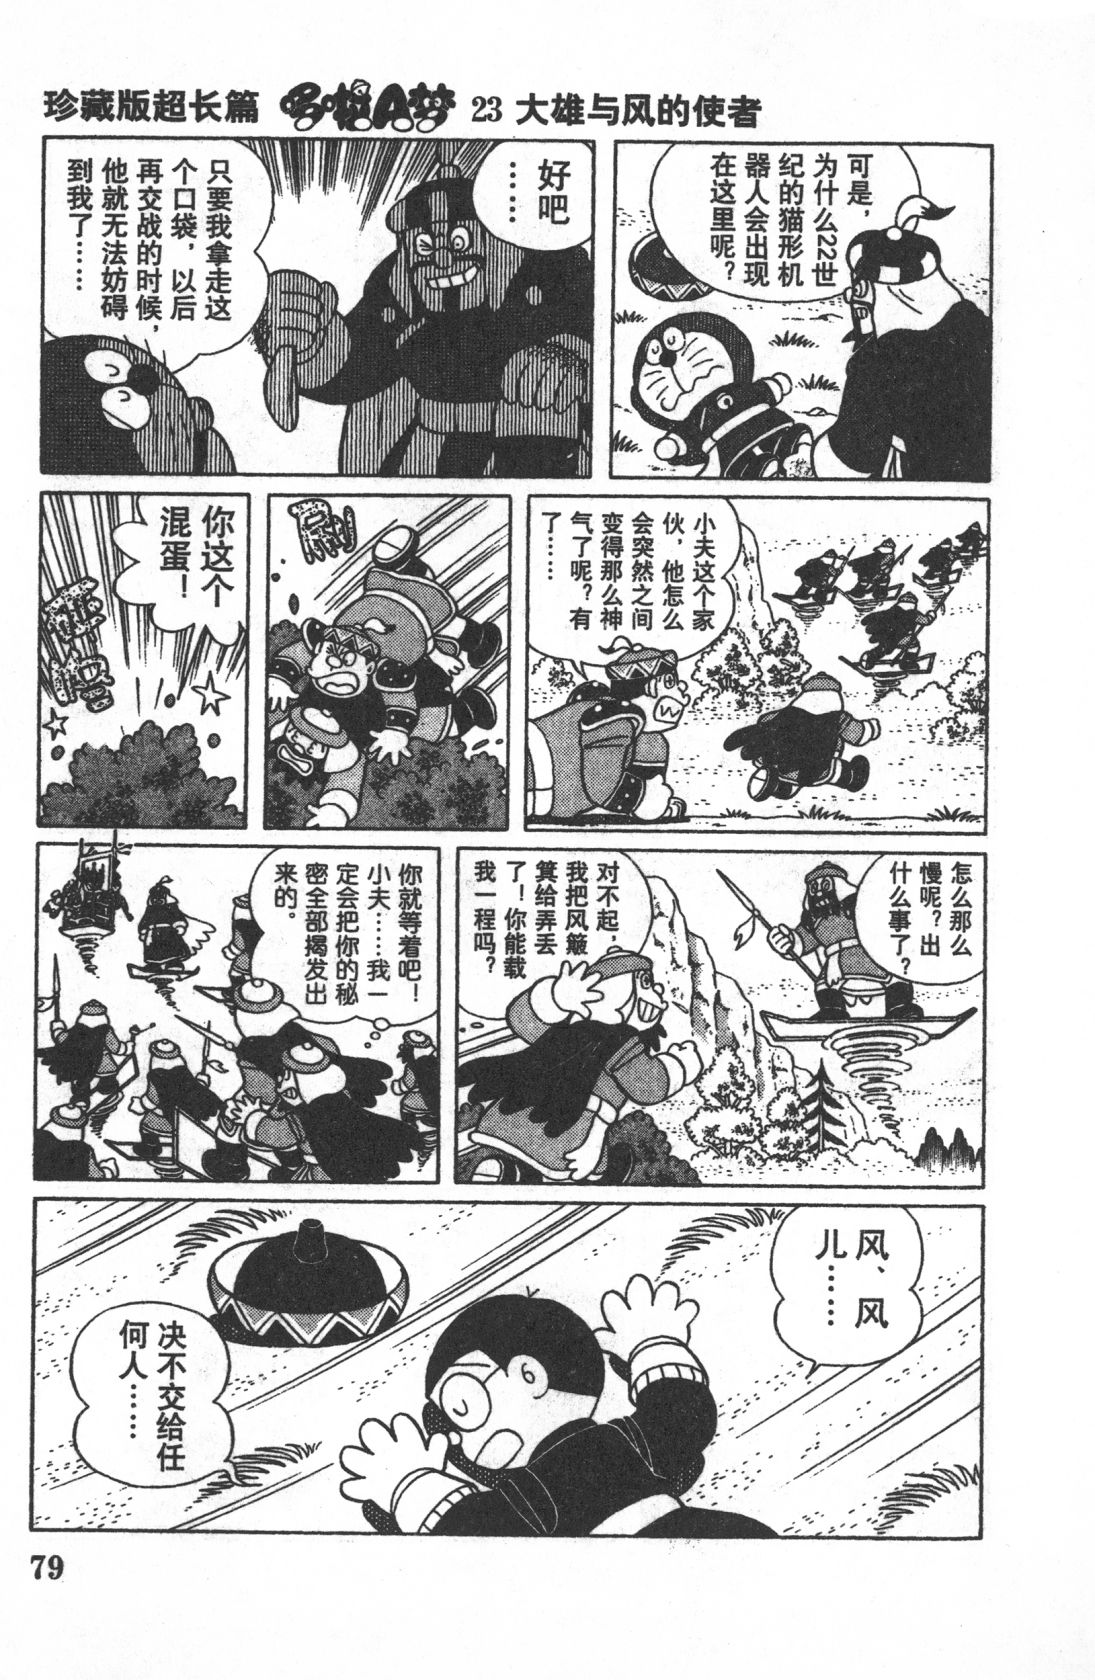 珍藏版超长篇 哆啦A梦 23 大雄与风的使者
可是，
为什么22世
纪的猫形机
器人会出现
在这里呢？
好吧
……
只要我拿走这
个口袋，以后
再交战的时候，
他就无法妨碍
到我了……
小夫这个家
伙，他怎么
会突然之间
变得那么神
气了呢？有
了……
你这个
混蛋！
怎么那么
慢呢？出
什么事了？
对不起，
我把风簸
箕给弄丢
了！你能载
我一程吗？
你就等着吧！
小夫……我一
定会把你的秘
密全部揭发出
来的。
风、风
儿……
决不交给任
何人……
79